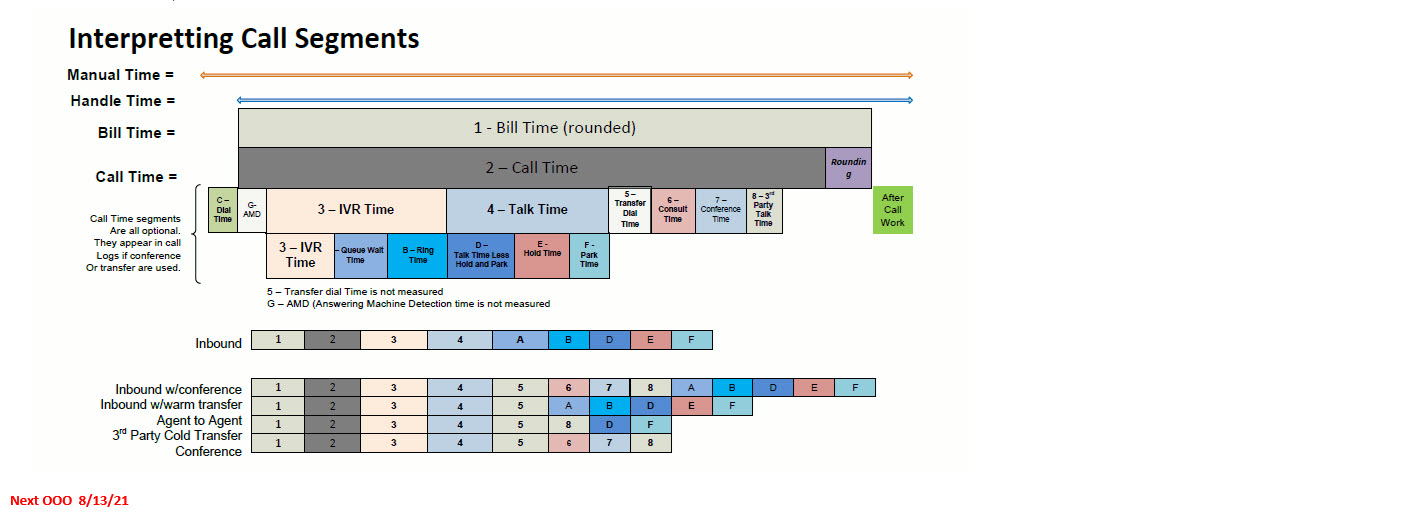 Interpretting Call Segments
Manual Time =
Handle Time =
Bill Time =
1 - Bill Time (rounded)
Call Time =
2 – Call Time
Roundin
g
Call Time segments
Are all optional.
They appear in call
Logs if conference
Or transfer are used.
C –
Dial
Time
G-
AMD
3 – IVR Time
4 – Talk Time
5 –
Transfer
Dial
Time
6 –
Consult
Time
7 –
Conference
Time
8 – 3rd
Party
Talk
Time
After
Call
Work
3 – IVR
Time
– Queue Wait
Time
B – Ring
Time
D –
Talk Time Less
Hold and Park
E -
Hold Time
F -
Park
Time
5 – Transfer dial Time is not measured
G – AMD (Answering Machine Detection time is not measured
Inbound 1 2 3 4 A B D E F
Inbound w/conference 1 2 3 4 5 6 7 8 A B D E F
Inbound w/warm transfer 1 2 3 4 5 A B D E F
Agent to Agent
3rd Party Cold Transfer 1 2 3 4 5 8 D F
Conference 1 2 3 4 5 6 7 8
Next OOO 8/13/21